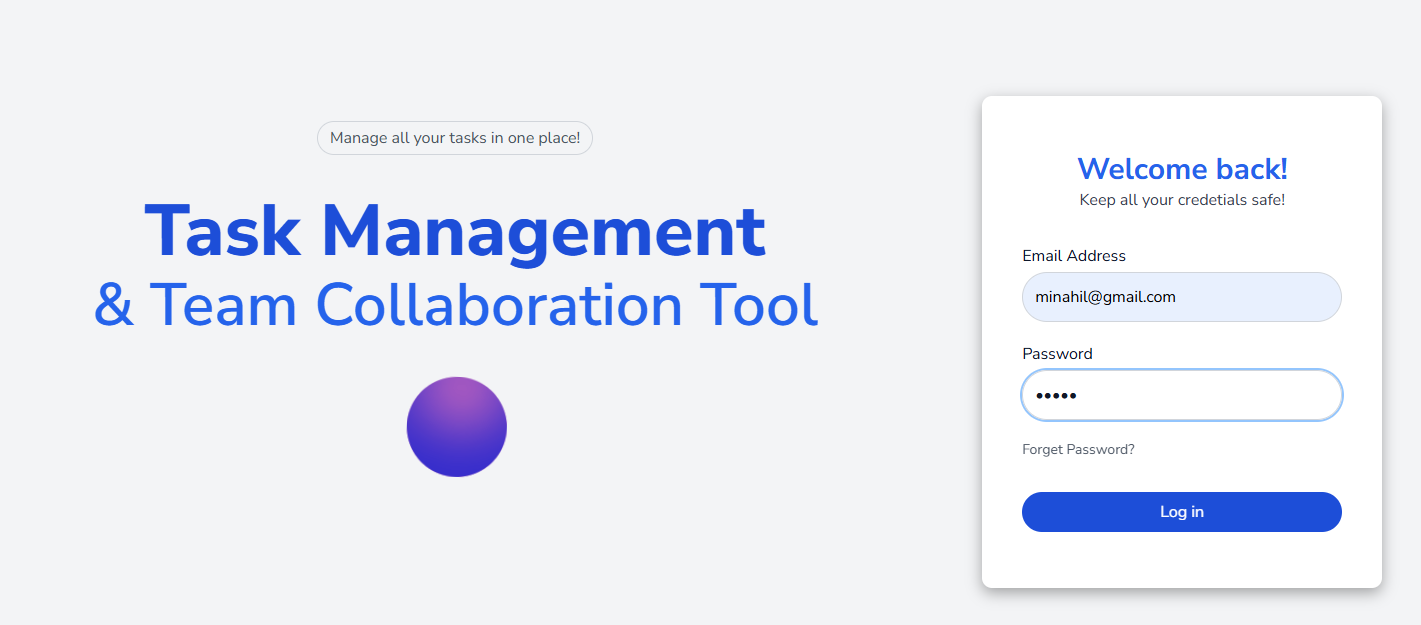 Manage all your tasks in one place!
Task Management
& Team Collaboration Tool
Welcome back!
Keep all your credetials safe!
Email Address
minahil@gmail.com
Password
•••••
Forget Password?
Log in